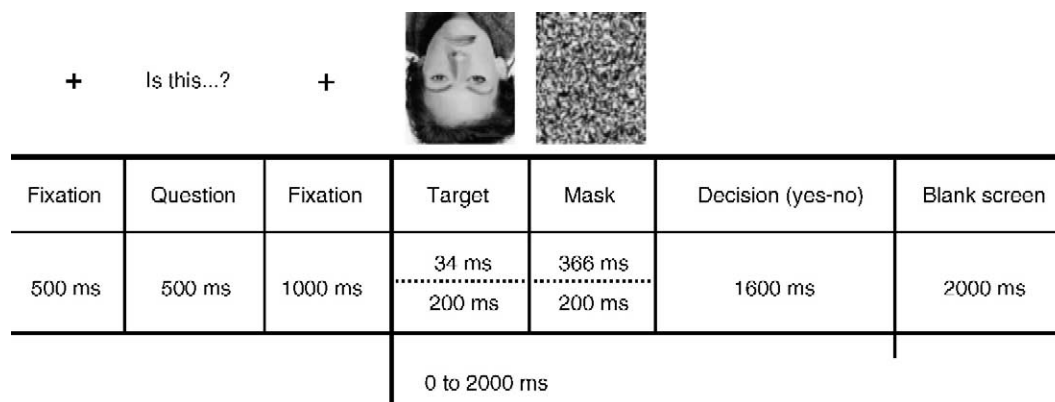 + Is this...? +
Fixation Question Fixation Target Mask Decision (yes-no) Blank screen
34 ms 366 ms
500 ms 500 ms 1000 ms 1600 ms 2000 ms
200 ms 200 ms
0 to 2000 ms